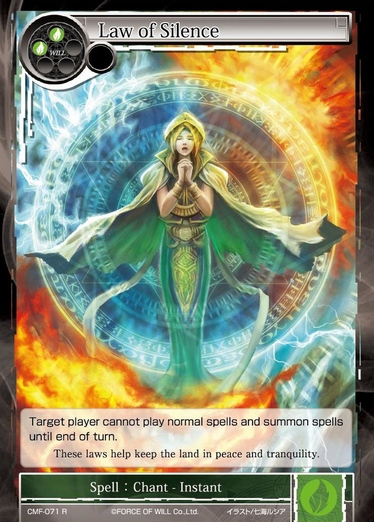 Law of Silence
WILL
Target player cannot play normal spells and summon spells
until end of turn.
These laws help keep the land in peace and tranquility.
Spell : Chant - Instant
CMF-071 R ©FORCE OF WILL Co.,Ltd. イラスト/七海ルシア